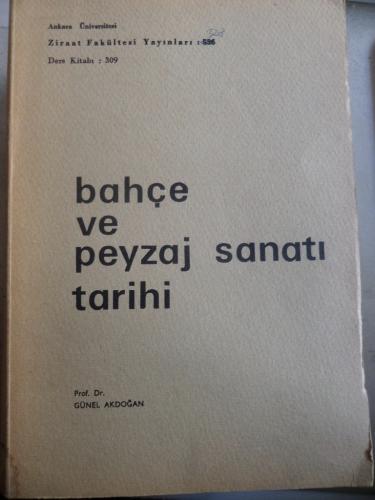 Ankara Üniversitesi
Ziraat Fakültesi Yayınları : 536
Ders Kitabı : 309
bahçe
ve
peyzaj sanatı
tarihi
Prof. Dr.
GÜNEL AKDOĞAN